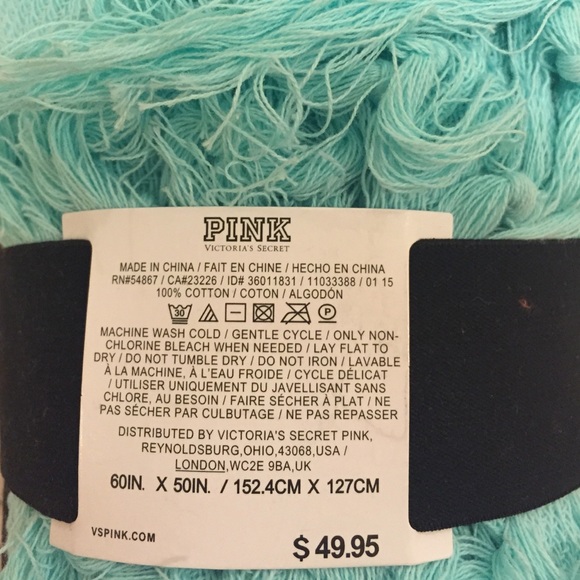 PINK
VICTORIA'S SECRET
MADE IN CHINA / FAIT EN CHINE / HECHO EN CHINA
RN#54867 / CA#23226 / ID# 36011831 / 11033388 / 01 15
100% COTTON / COTON / ALGODÓN
30 P
MACHINE WASH COLD / GENTLE CYCLE / ONLY NON-
CHLORINE BLEACH WHEN NEEDED / LAY FLAT TO
DRY / DO NOT TUMBLE DRY / DO NOT IRON / LAVABLE
À LA MACHINE, À L'EAU FROIDE / CYCLE DÉLICAT
/ UTILISER UNIQUEMENT DU JAVELLISANT SANS
CHLORE, AU BESOIN / FAIRE SÉCHER À PLAT / NE
PAS SÉCHER PAR CULBUTAGE / NE PAS REPASSER
DISTRIBUTED BY VICTORIA'S SECRET PINK,
REYNOLDSBURG,OHIO,43068,USA /
LONDON,WC2E 9BA,UK
60IN. X 50IN. / 152.4CM X 127CM
VSPINK.COM
$ 49.95